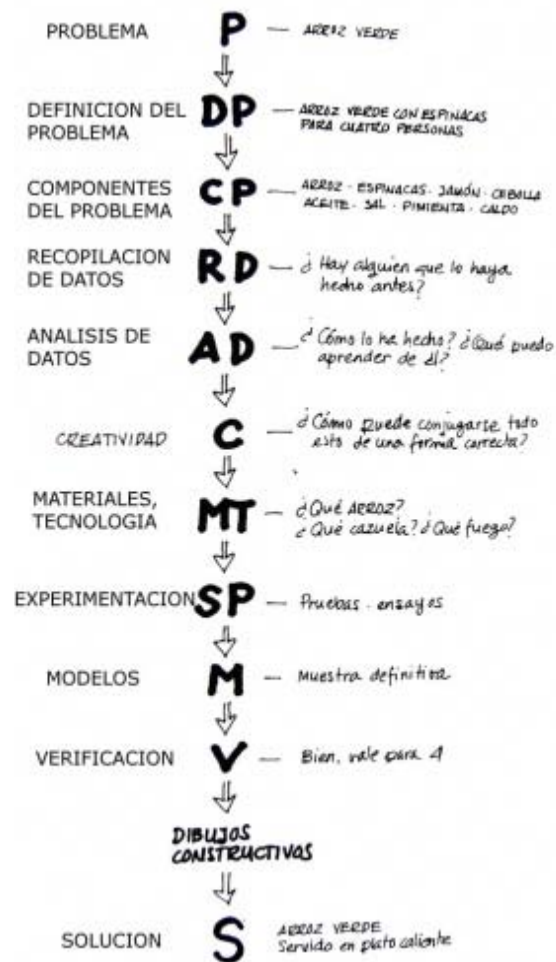 PROBLEMA P — ARROZ VERDE
DEFINICION DEL DP — ARROZ VERDE CON ESPINACAS
PROBLEMA PARA CUATRO PERSONAS
COMPONENTES CP — ARROZ - ESPINACAS - JAMÓN - CEBOLLA
DEL PROBLEMA ACEITE - SAL - PIMIENTA - CALDO
RECOPILACION RD — ¿Hay alguien que lo haya
DE DATOS hecho antes?
ANALISIS DE AD — ¿Cómo lo ha hecho? ¿Qué puedo
DATOS aprender de él?
CREATIVIDAD C — ¿Cómo puede conjugarse todo
esto de una forma correcta?
MATERIALES, MT — ¿Qué ARROZ?
TECNOLOGIA ¿Qué cazuela? ¿Qué fuego?
EXPERIMENTACION SP — Pruebas - ensayos
MODELOS M — Muestra definitiva
VERIFICACION V — Bien, vale para 4
DIBUJOS
CONSTRUCTIVOS
SOLUCION S ARROZ VERDE
Servido en plato caliente